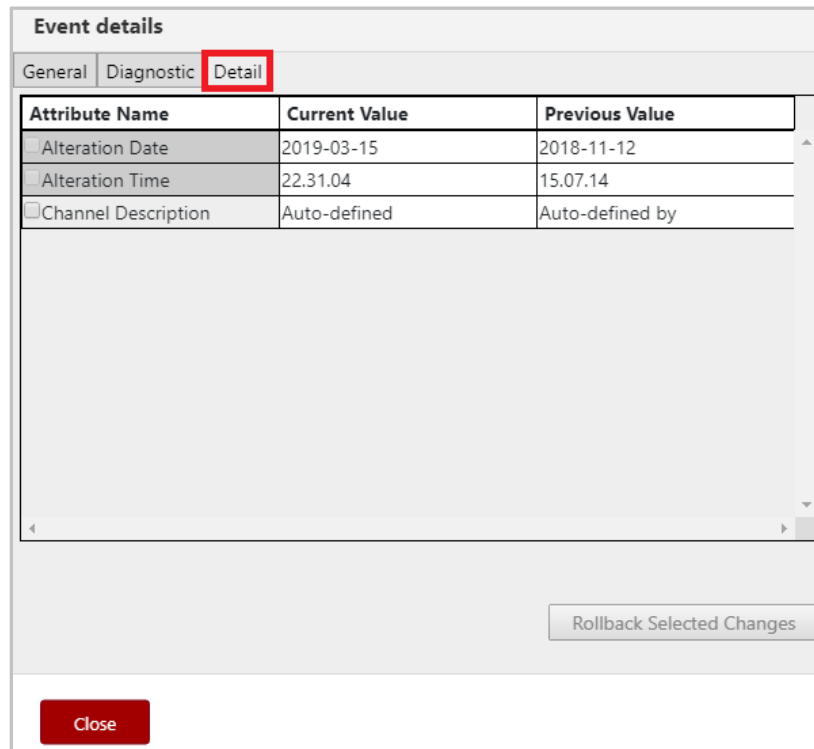 Event details
General Diagnostic Detail
Attribute Name Current Value Previous Value
Alteration Date 2019-03-15 2018-11-12
Alteration Time 22.31.04 15.07.14
Channel Description Auto-defined Auto-defined by
Rollback Selected Changes
Close